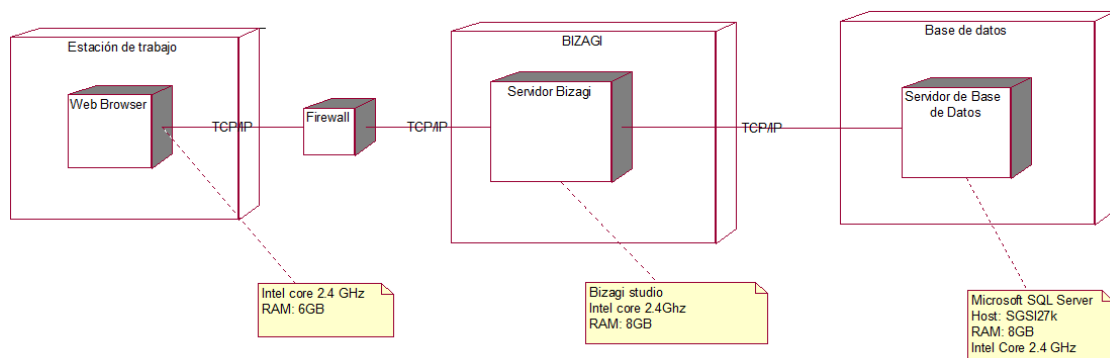 Estación de trabajo
Web Browser
TCP/IP
Firewall
TCP/IP
BIZAGI
Servidor Bizagi
TCP/IP
Base de datos
Servidor de Base
de Datos
Intel core 2.4 GHz
RAM: 6GB
Bizagi studio
Intel core 2.4Ghz
RAM: 8GB
Microsoft SQL Server
Host: SGSI27k
RAM: 8GB
Intel Core 2.4 GHz